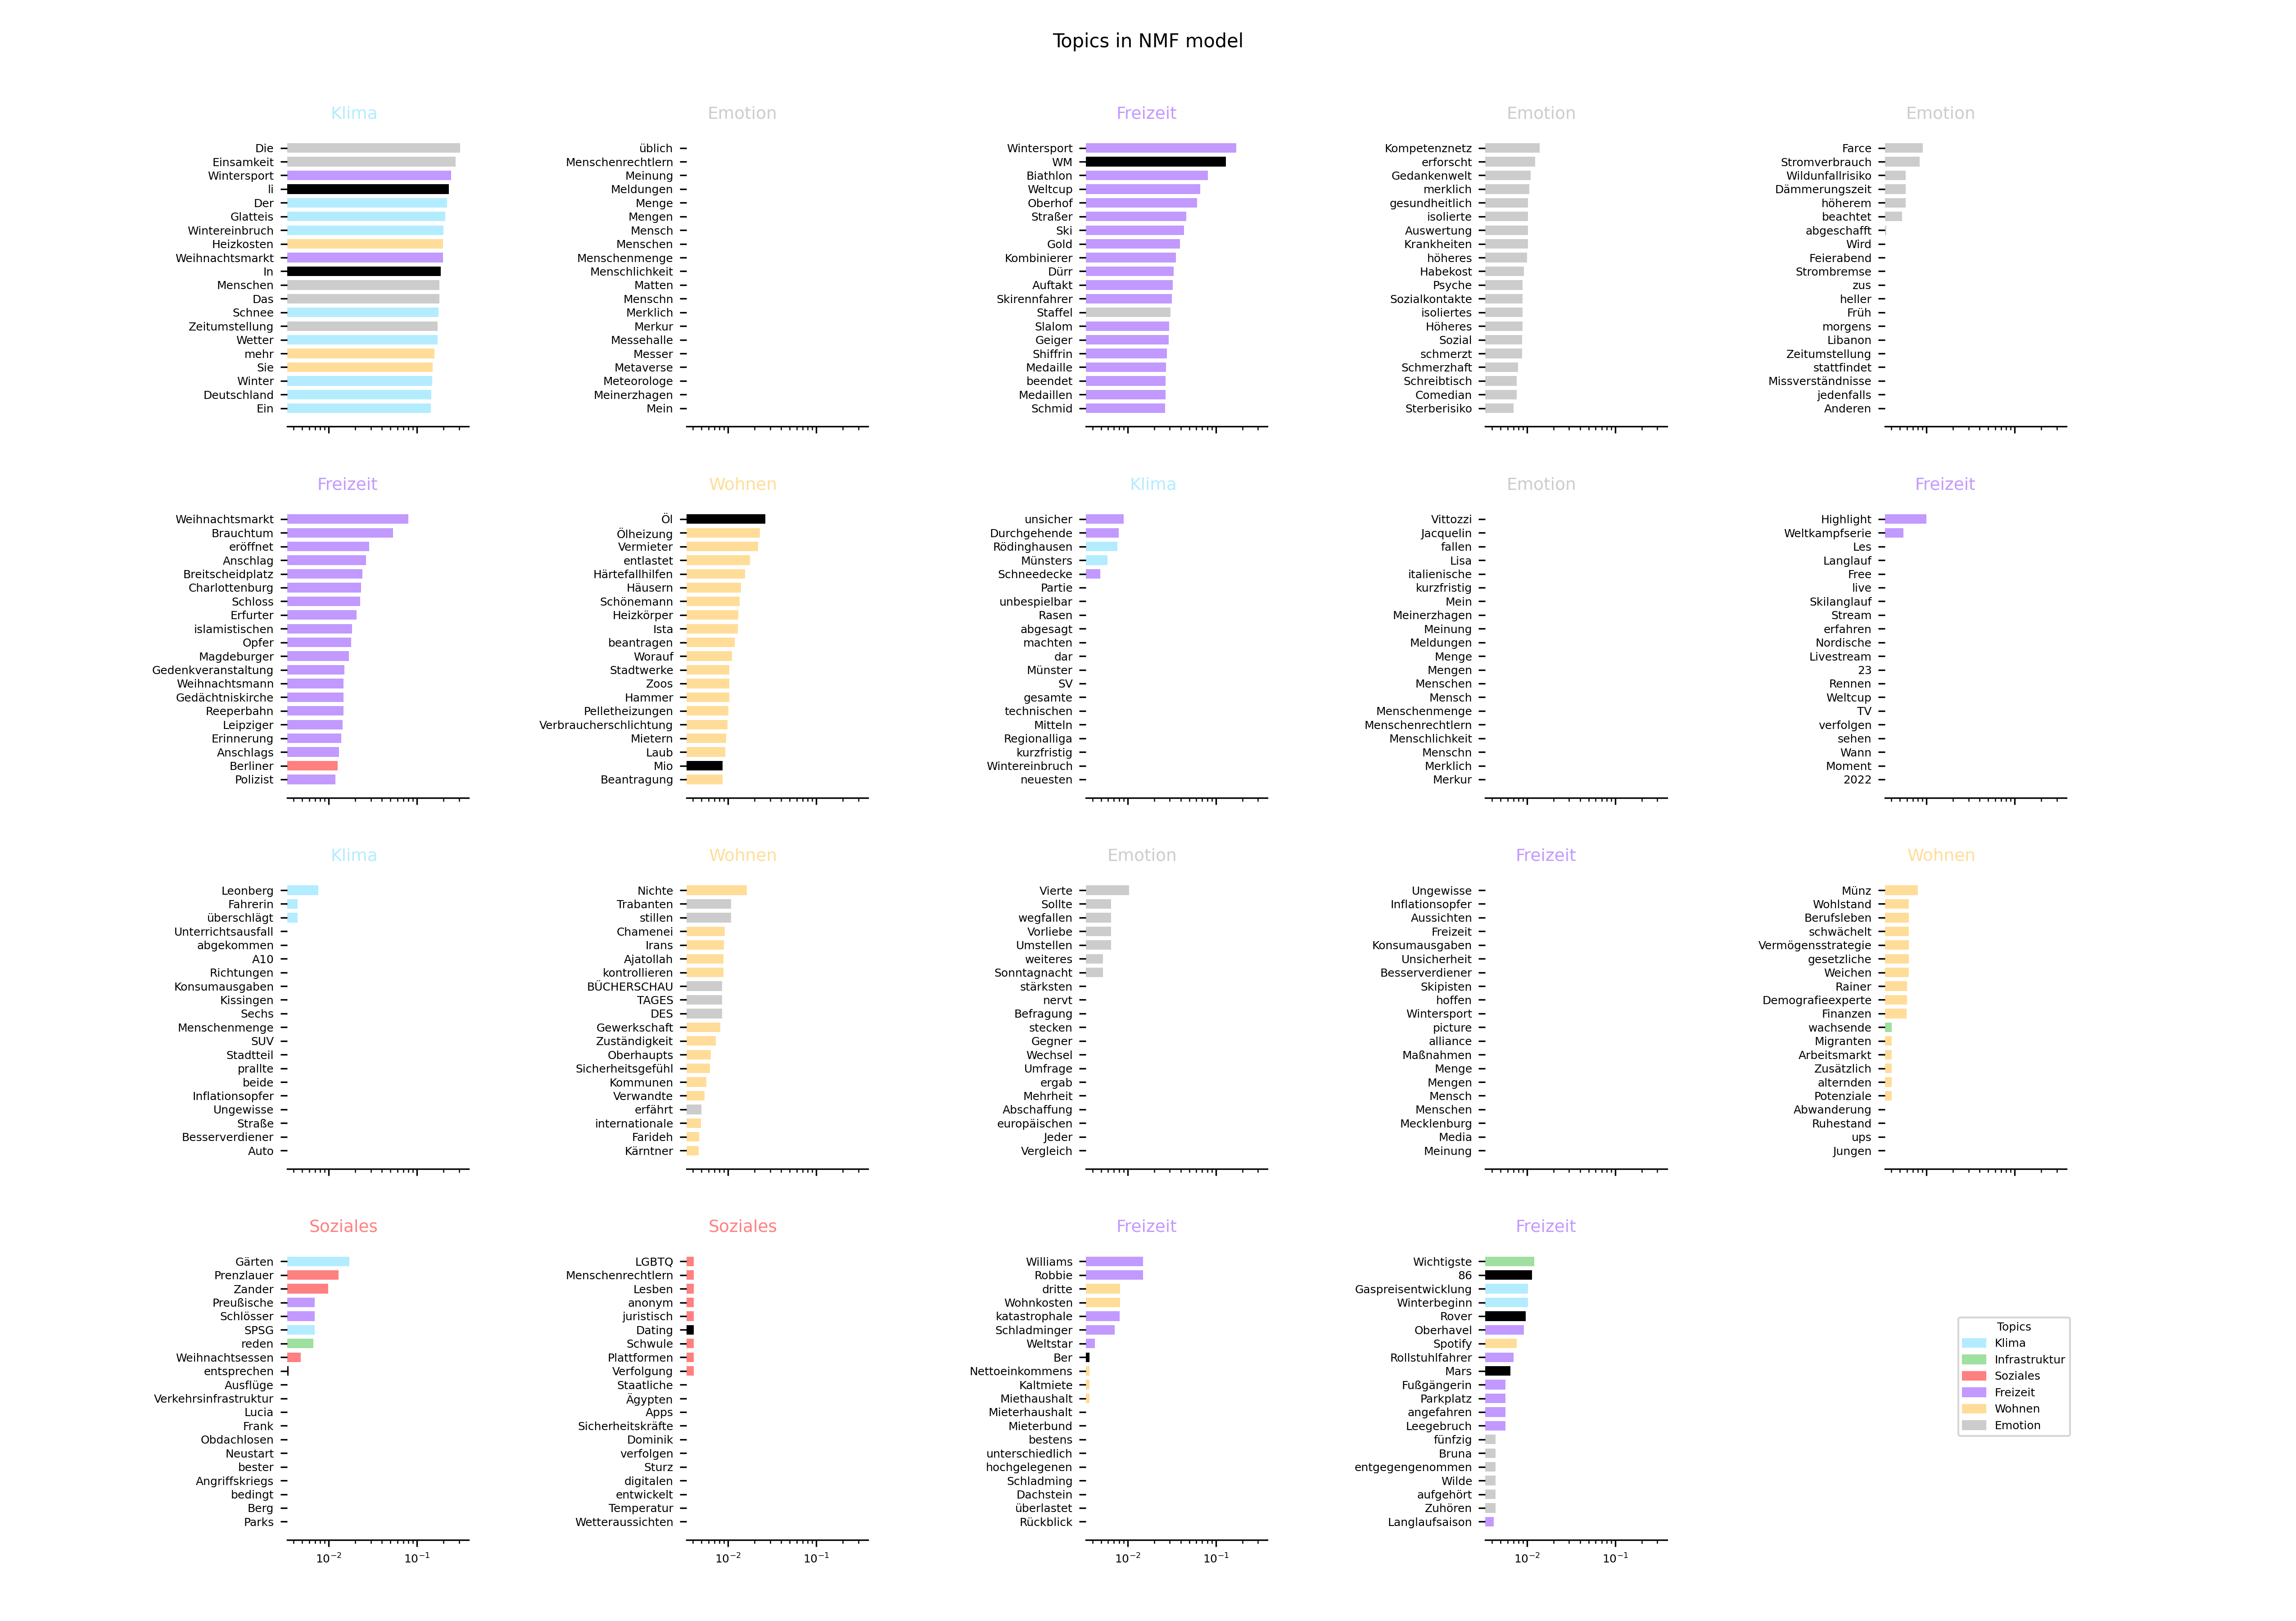 Topics in NMF model
Klima
Die
Einsamkeit
Wintersport
li
Der
Glatteis
Wintereinbruch
Heizkosten
Weihnachtsmarkt
In
Menschen
Das
Schnee
Zeitumstellung
Wetter
mehr
Sie
Winter
Deutschland
Ein
Emotion
üblich
Menschenrechtlern
Meinung
Meldungen
Menge
Mengen
Mensch
Menschen
Menschenmenge
Menschlichkeit
Matten
Menschn
Merklich
Merkur
Messehalle
Messer
Metaverse
Meteorologe
Meinerzhagen
Mein
Freizeit
Wintersport
WM
Biathlon
Weltcup
Oberhof
Straßer
Ski
Gold
Kombinierer
Dürr
Auftakt
Skirennfahrer
Staffel
Slalom
Geiger
Shiffrin
Medaille
beendet
Medaillen
Schmid
Emotion
Kompetenznetz
erforscht
Gedankenwelt
merklich
gesundheitlich
isolierte
Auswertung
Krankheiten
höheres
Habekost
Psyche
Sozialkontakte
isoliertes
Höheres
Sozial
schmerzt
Schmerzhaft
Schreibtisch
Comedian
Sterberisiko
Emotion
Farce
Stromverbrauch
Wildunfallrisiko
Dämmerungszeit
höherem
beachtet
abgeschafft
Wird
Feierabend
Strombremse
zus
heller
Früh
morgens
Libanon
Zeitumstellung
stattfindet
Missverständnisse
jedenfalls
Anderen
Freizeit
Weihnachtsmarkt
Brauchtum
eröffnet
Anschlag
Breitscheidplatz
Charlottenburg
Schloss
Erfurter
islamistischen
Opfer
Magdeburger
Gedenkveranstaltung
Weihnachtsmann
Gedächtniskirche
Reeperbahn
Leipziger
Erinnerung
Anschlags
Berliner
Polizist
Wohnen
Öl
Ölheizung
Vermieter
entlastet
Härtefallhilfen
Häusern
Schönemann
Heizkörper
Ista
beantragen
Worauf
Stadtwerke
Zoos
Hammer
Pelletheizungen
Verbraucherschlichtung
Mietern
Laub
Mio
Beantragung
Klima
unsicher
Durchgehende
Rödinghausen
Münsters
Schneedecke
Partie
unbespielbar
Rasen
abgesagt
machten
dar
Münster
SV
gesamte
technischen
Mitteln
Regionalliga
kurzfristig
Wintereinbruch
neuesten
Emotion
Vittozzi
Jacquelin
fallen
Lisa
italienische
kurzfristig
Mein
Meinerzhagen
Meinung
Meldungen
Menge
Mengen
Menschen
Mensch
Menschenmenge
Menschenrechtlern
Menschlichkeit
Menschn
Merklich
Merkur
Freizeit
Highlight
Weltkampfserie
Les
Langlauf
Free
live
Skilanglauf
Stream
erfahren
Nordische
Livestream
23
Rennen
Weltcup
TV
verfolgen
sehen
Wann
Moment
2022
Klima
Leonberg
Fahrerin
überschlägt
Unterrichtsausfall
abgekommen
A10
Richtungen
Konsumausgaben
Kissingen
Sechs
Menschenmenge
SUV
Stadtteil
prallte
beide
Inflationsopfer
Ungewisse
Straße
Besserverdiener
Auto
Wohnen
Nichte
Trabanten
stillen
Chamenei
Irans
Ajatollah
kontrollieren
BÜCHERSCHAU
TAGES
DES
Gewerkschaft
Zuständigkeit
Oberhaupts
Sicherheitsgefühl
Kommunen
Verwandte
erfährt
internationale
Farideh
Kärntner
Emotion
Vierte
Sollte
wegfallen
Vorliebe
Umstellen
weiteres
Sonntagnacht
stärksten
nervt
Befragung
stecken
Gegner
Wechsel
Umfrage
ergab
Mehrheit
Abschaffung
europäischen
Jeder
Vergleich
Freizeit
Ungewisse
Inflationsopfer
Aussichten
Freizeit
Konsumausgaben
Unsicherheit
Besserverdiener
Skipisten
hoffen
Wintersport
picture
alliance
Maßnahmen
Menge
Mengen
Mensch
Menschen
Mecklenburg
Media
Meinung
Wohnen
Münz
Wohlstand
Berufsleben
schwächelt
Vermögensstrategie
gesetzliche
Weichen
Rainer
Demografieexperte
Finanzen
wachsende
Migranten
Arbeitsmarkt
Zusätzlich
alternden
Potenziale
Abwanderung
Ruhestand
ups
Jungen
Soziales
Gärten
Prenzlauer
Zander
Preußische
Schlösser
SPSG
reden
Weihnachtsessen
entsprechen
Ausflüge
Verkehrsinfrastruktur
Lucia
Frank
Obdachlosen
Neustart
bester
Angriffskriegs
bedingt
Berg
Parks
10⁻² 10⁻¹
Soziales
LGBTQ
Menschenrechtlern
Lesben
anonym
juristisch
Dating
Schwule
Plattformen
Verfolgung
Staatliche
Ägypten
Apps
Sicherheitskräfte
Dominik
verfolgen
Sturz
digitalen
entwickelt
Temperatur
Wetteraussichten
10⁻² 10⁻¹
Freizeit
Williams
Robbie
dritte
Wohnkosten
katastrophale
Schladminger
Weltstar
Ber
Nettoeinkommens
Kaltmiete
Miethaushalt
Mieterhaushalt
Mieterbund
bestens
unterschiedlich
hochgelegenen
Schladming
Dachstein
überlastet
Rückblick
10⁻² 10⁻¹
Freizeit
Wichtigste
86
Gaspreisentwicklung
Winterbeginn
Rover
Oberhavel
Spotify
Rollstuhlfahrer
Mars
Fußgängerin
Parkplatz
angefahren
Leegebruch
fünfzig
Bruna
entgegengenommen
Wilde
aufgehört
Zuhören
Langlaufsaison
10⁻² 10⁻¹
Topics
Klima
Infrastruktur
Soziales
Freizeit
Wohnen
Emotion